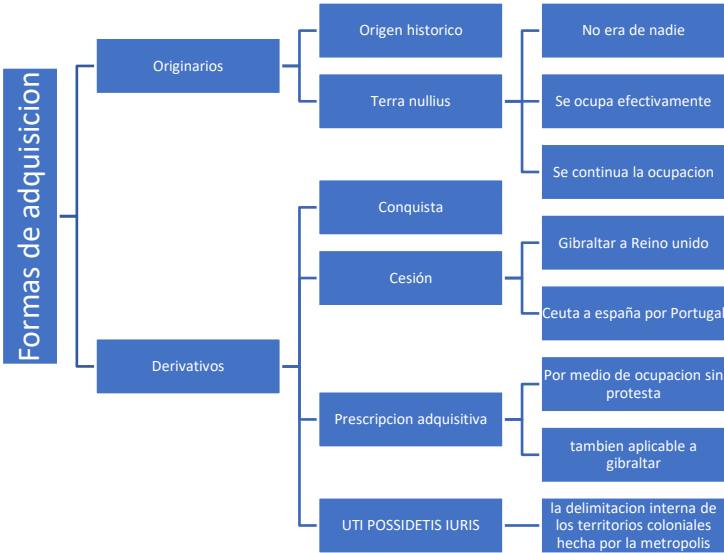 Formas de adquisicion
Originarios
Origen historico
Terra nullius
No era de nadie
Se ocupa efectivamente
Se continua la ocupacion
Derivativos
Conquista
Cesión
Gibraltar a Reino unido
Ceuta a españa por Portugal
Prescripcion adquisitiva
Por medio de ocupacion sin
protesta
tambien aplicable a
gibraltar
UTI POSSIDETIS IURIS
la delimitacion interna de
los territorios coloniales
hecha por la metropolis